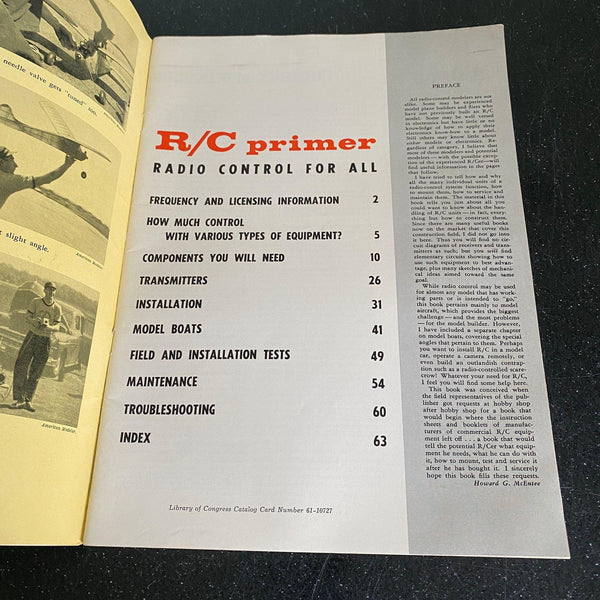 needle valve gets "tuned" too.
slight angle.
American Modeler
R/C primer
RADIO CONTROL FOR ALL
FREQUENCY AND LICENSING INFORMATION 2
HOW MUCH CONTROL
WITH VARIOUS TYPES OF EQUIPMENT? 5
COMPONENTS YOU WILL NEED 10
TRANSMITTERS 26
INSTALLATION 31
MODEL BOATS 41
FIELD AND INSTALLATION TESTS 49
MAINTENANCE 54
TROUBLESHOOTING 60
INDEX 63
Library of Congress Catalog Card Number 61-10727
PREFACE
All radio-control modelers are not
alike. Some may be experienced
model plane builders and fliers who
have not previously built an R/C
model. Some may be well versed
in electronics but have little or no
knowledge of how to apply their
electronics know-how to a model.
Still others may know little about
either models or electronics. Re-
gardless of category, I believe that
most of these modelers and potential
modelers — with the possible excep-
tion of the experienced R/Cer — will
find useful information in the pages
that follow.
I have tried to tell how and why
all the many individual units of a
radio-control system function, how
to mount them, how to service and
maintain them. The material in this
book tells you just about all you
could want to know about the hand-
ling of R/C units — in fact, every-
thing but how to construct them.
Since there are many useful books
now on the market that cover this
construction field, I did not go into
it here. Thus you will find no cir-
cuit diagrams of receivers and trans-
mitters as such; but you will find
elementary circuits showing how to
use such equipment to best advan-
tage, plus many sketches of mechani-
cal ideas aimed toward the same
goal.
While radio control may be used
for almost any model that has work-
ing parts or is intended to "go,"
this book pertains mainly to model
aircraft, which provides the biggest
challenge — and the most problems
— for the model builder. However,
I have included a separate chapter
on model boats, covering the special
angles that pertain to them. Perhaps
you want to install R/C in a model
car, operate a camera remotely, or
even build an outlandish contrap-
tion such as a radio-controlled scare-
crow! Whatever your need for R/C,
I feel you will find some help here.
This book was conceived when
the field representatives of the pub-
lisher got requests from hobby shop
after hobby shop for a book that
would begin where the instruction
sheets and booklets of manufac-
turers of commercial R/C equip-
ment left off . . . a book that would
tell the potential R/Cer what equip-
ment he needs, what he can do with
it, how to mount, test and service it
after he has bought it. I sincerely
hope this book fills these requests.
Howard G. McEntee